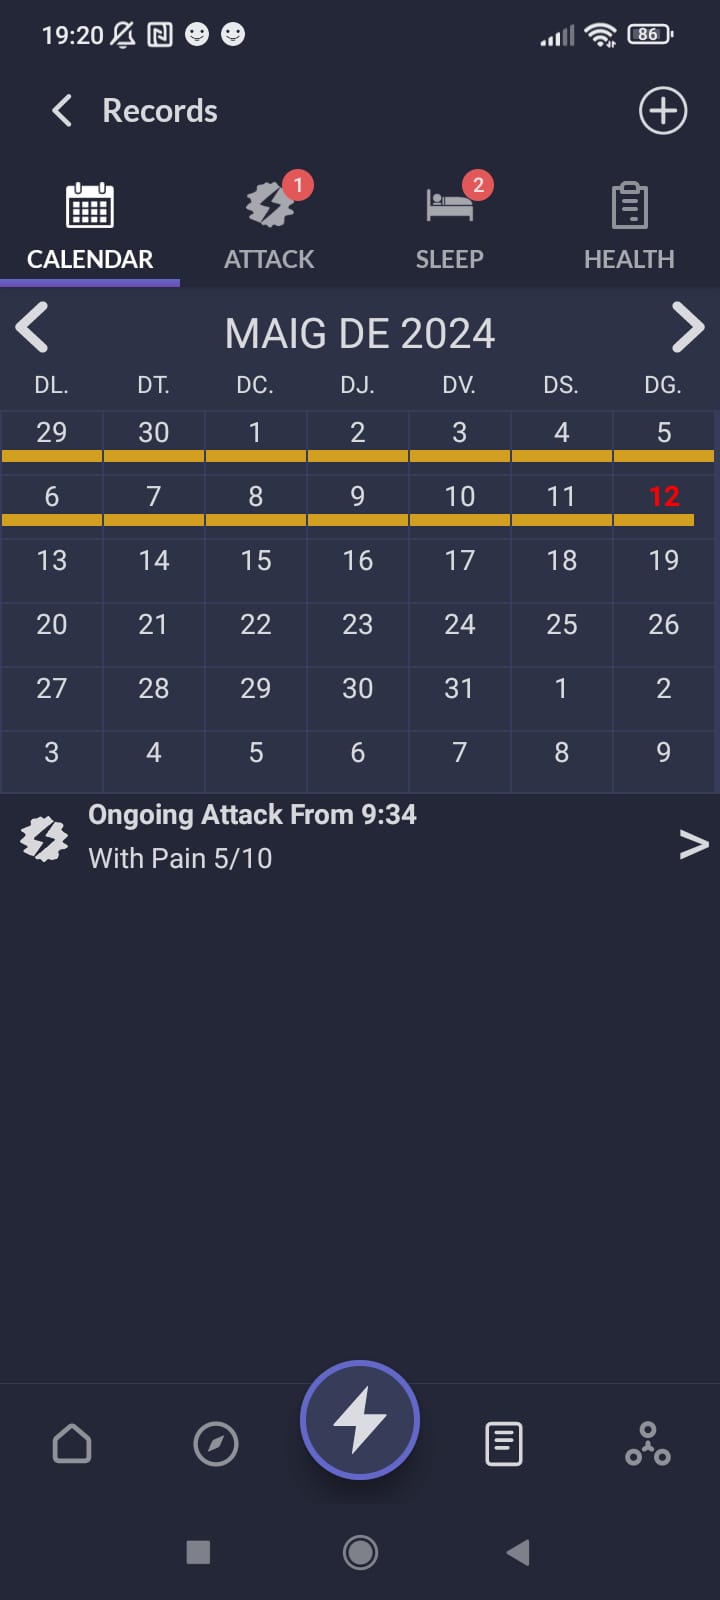 19:20 86
Records
1 2
CALENDAR ATTACK SLEEP HEALTH
MAIG DE 2024
DL. DT. DC. DJ. DV. DS. DG.
29 30 1 2 3 4 5
6 7 8 9 10 11 12
13 14 15 16 17 18 19
20 21 22 23 24 25 26
27 28 29 30 31 1 2
3 4 5 6 7 8 9
Ongoing Attack From 9:34
With Pain 5/10